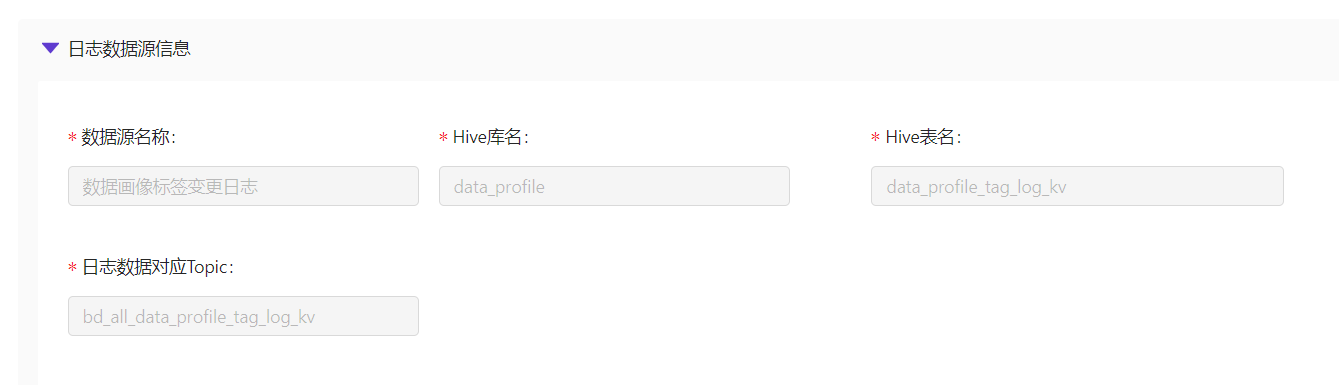 日志数据源信息
* 数据源名称: * Hive库名: * Hive表名:
数据画像标签变更日志 data_profile data_profile_tag_log_kv
* 日志数据对应Topic:
bd_all_data_profile_tag_log_kv